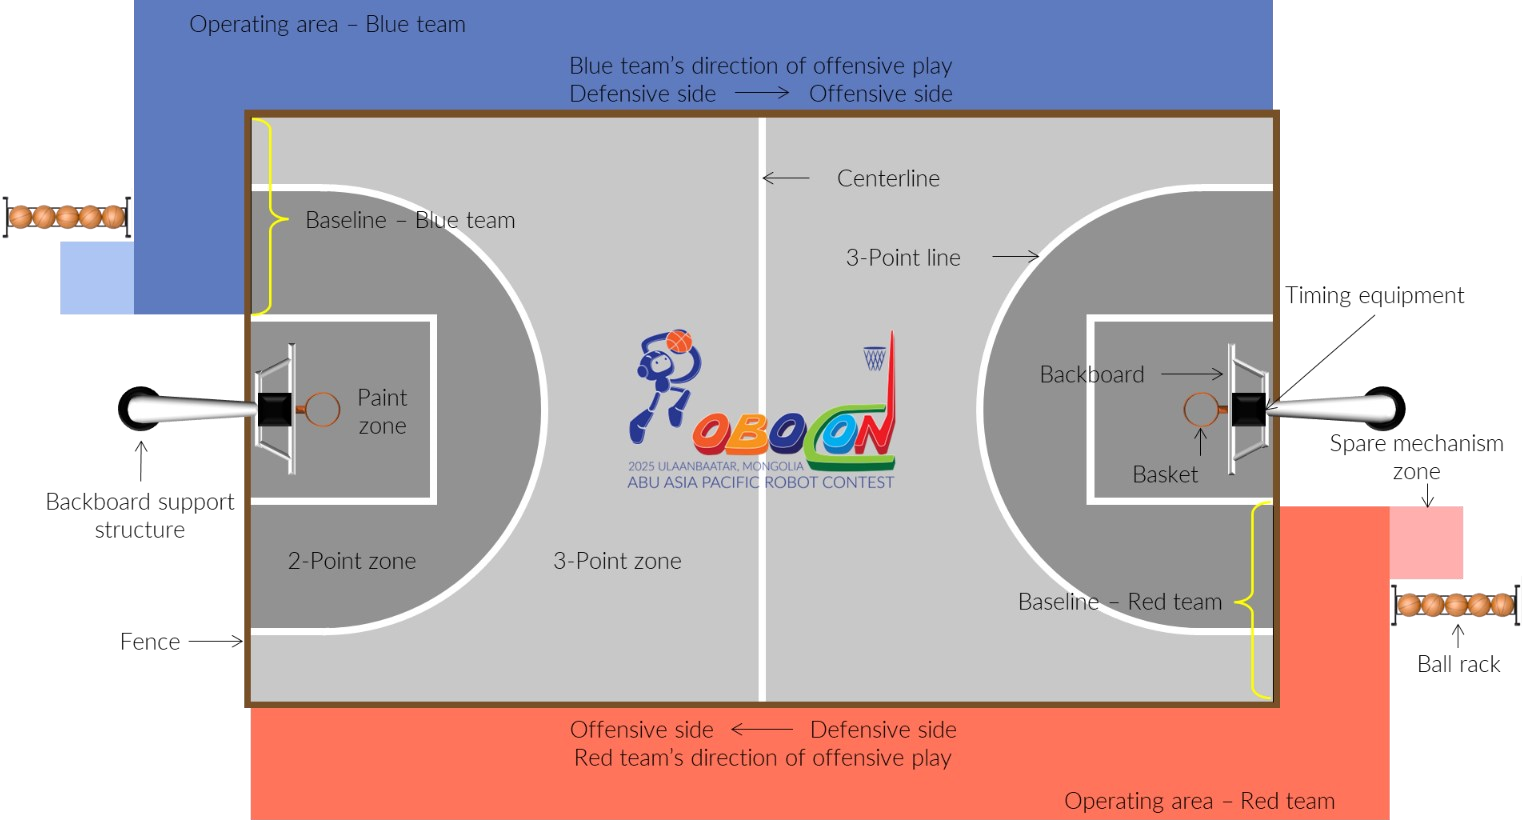 Operating area – Blue team
Blue team's direction of offensive play
Defensive side
Offensive side
Centerline
Baseline – Blue team
3-Point line
Timing equipment
Backboard
Paint
zone
Basket
Spare mechanism
zone
OBOCON
2025 ULAANBAATAR, MONGOLIA
ABU ASIA PACIFIC ROBOT CONTEST
Backboard support
structure
2-Point zone
3-Point zone
Baseline – Red team
Fence
Ball rack
Offensive side
Defensive side
Red team's direction of offensive play
Operating area – Red team